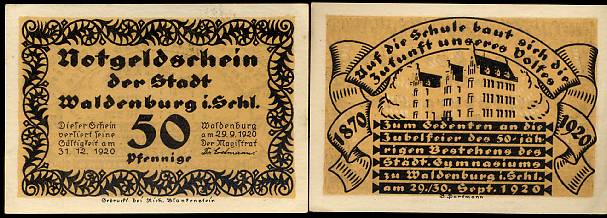 Notgeldschein
der Stadt
Waldenburg i. Schl.
Dieser Schein
verliert seine
Gültigkeit am
31. 12. 1920
50
Pfennige
Waldenburg
am 29.9.1920
Der Magistrat
Gedruckt bei Rich. Blankenstein
Auf die Schule baut sich die
Zukunft unseres Volkes
1870
1920
Zum Gedenken an die
Jubelfeier des 50-jäh-
rigen Bestehens des
Städt. Gymnasiums
zu Waldenburg i. Schl.
am 29./30. Sept. 1920